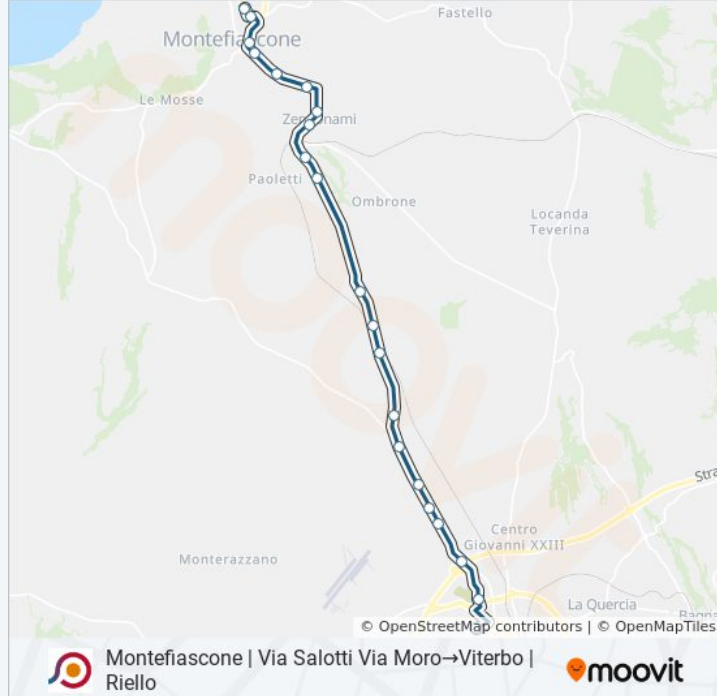 Fastello
Montefiascone
Le Mosse
Paoletti
Ombrone
Locanda
Teverina
moovit
Stra
Centro
Giovanni XXIII
Monterazzano
La Quercia
Bagna
© OpenStreetMap contributors | © OpenMapTiles
Montefiascone | Via Salotti Via Moro→Viterbo |
Riello
moovit